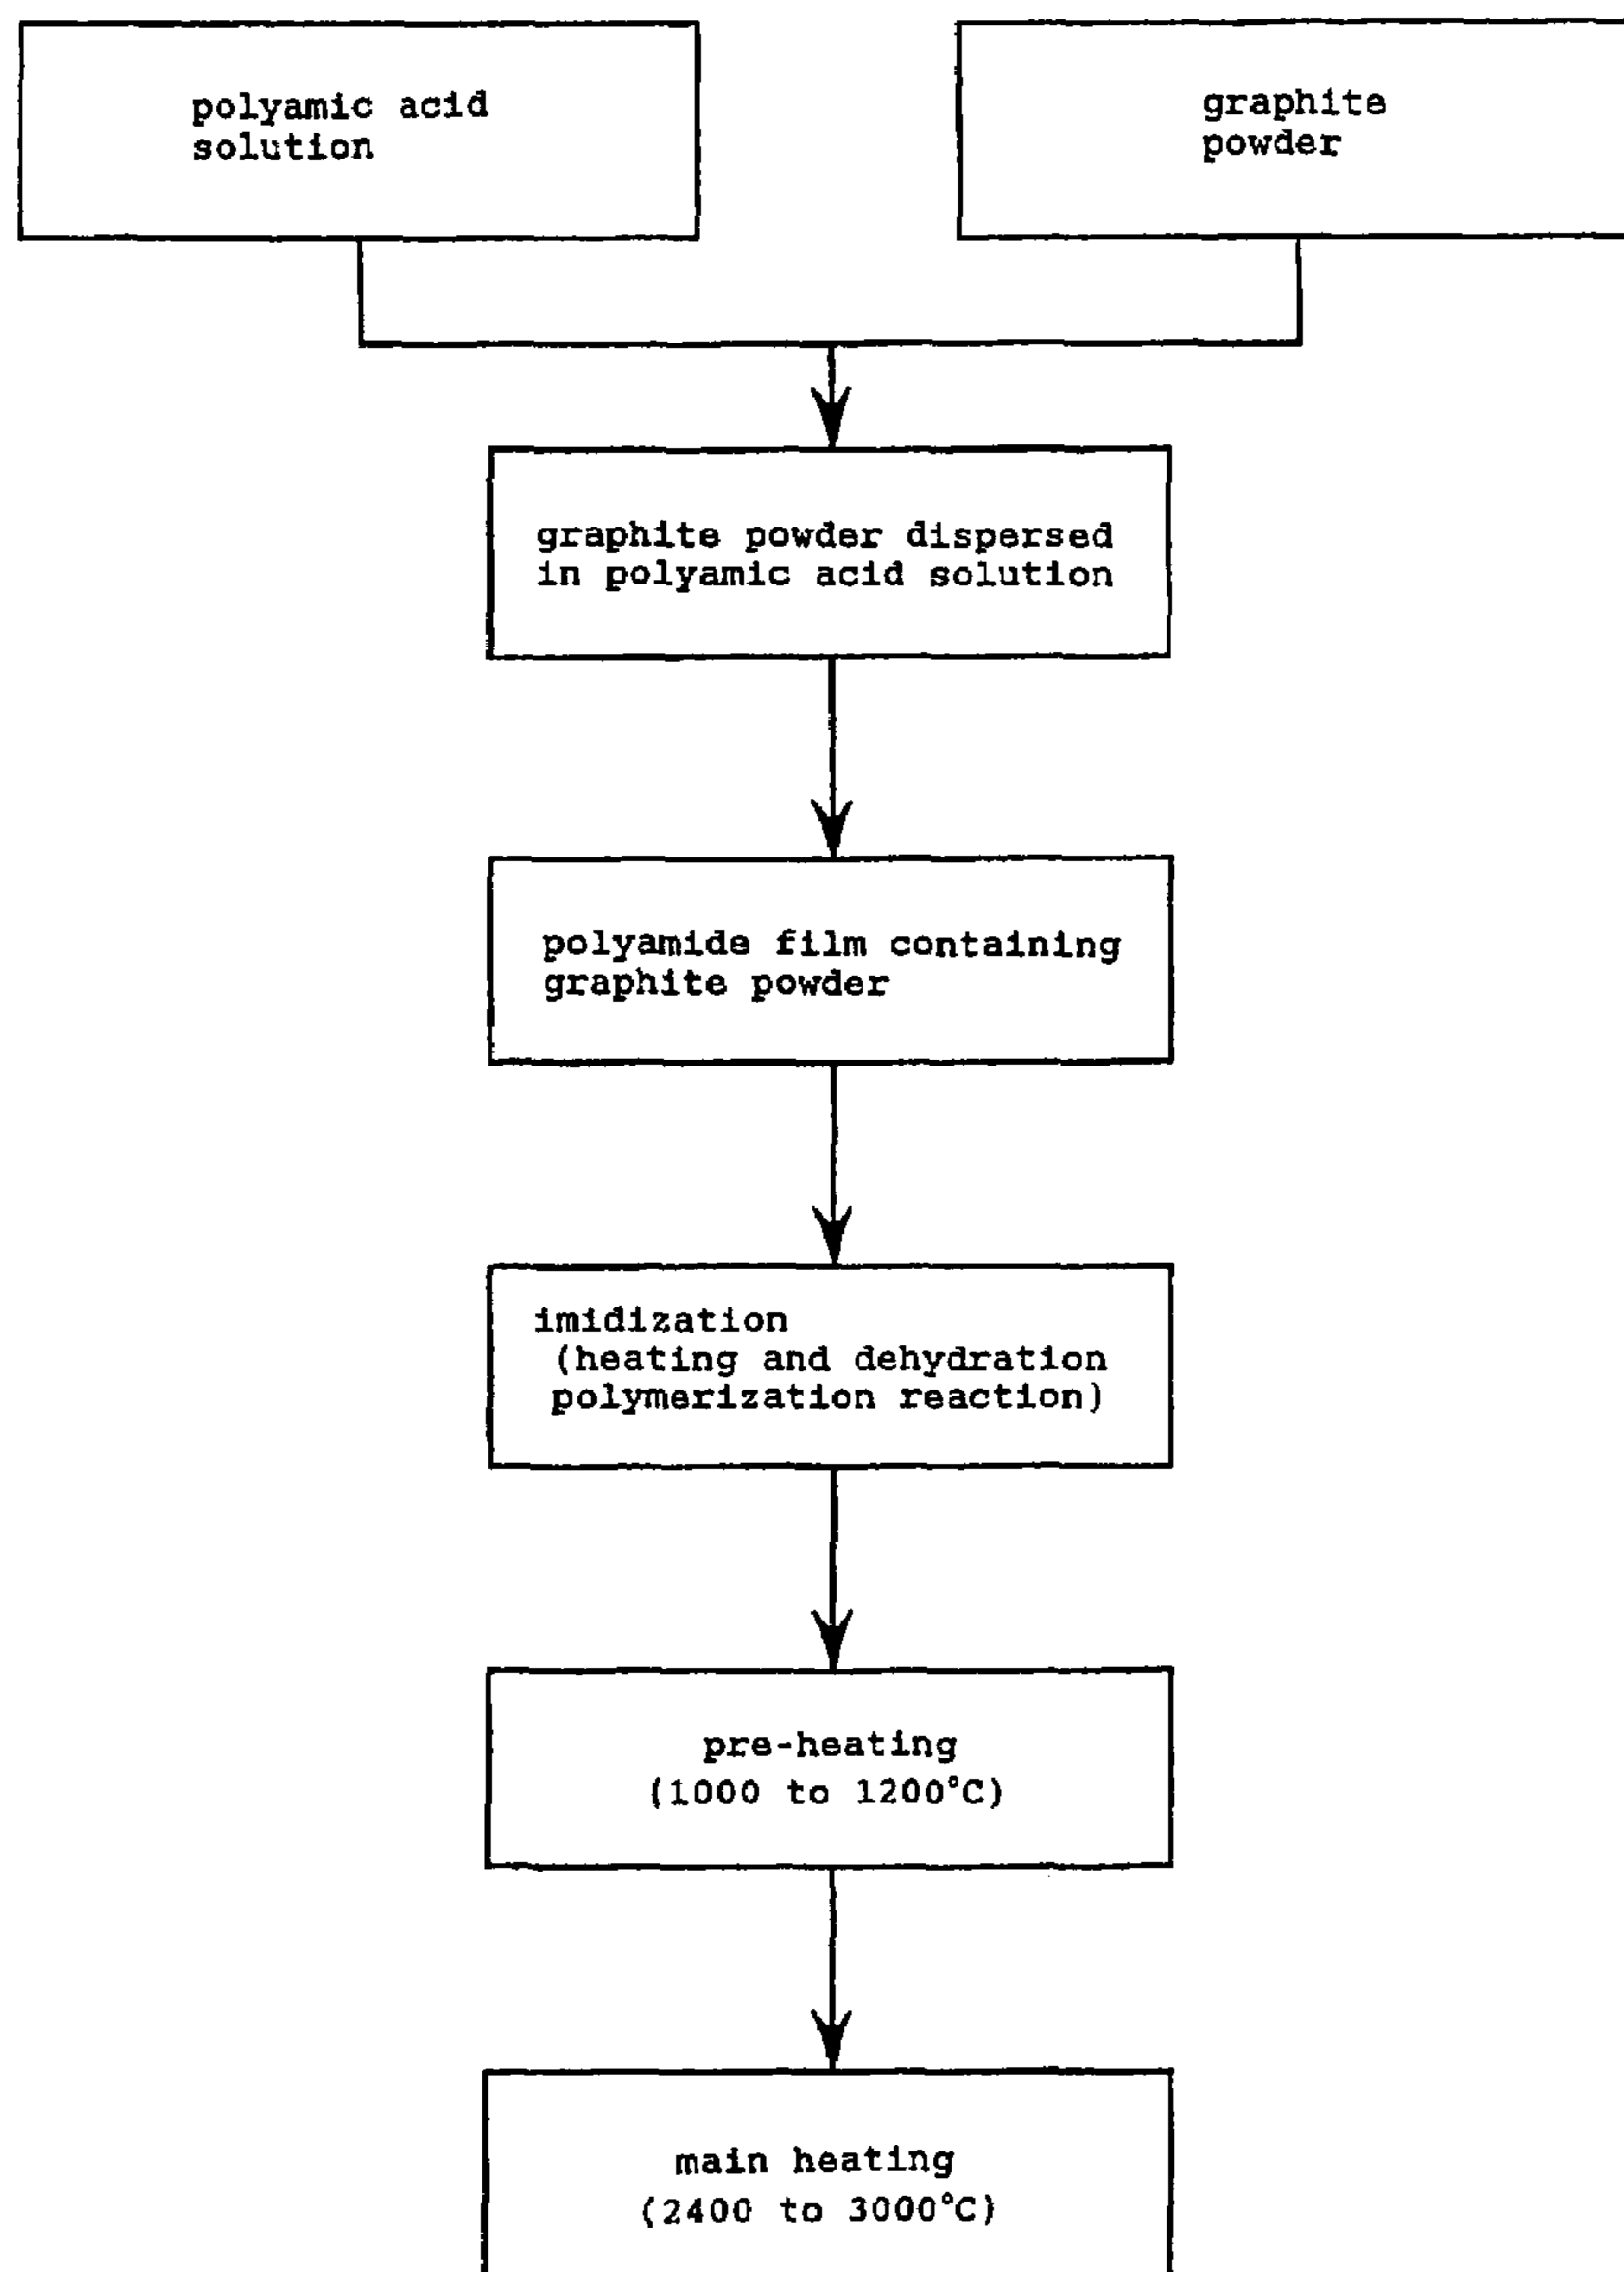 polyamic acid
solution
graphite
powder
graphite powder dispersed
in polyamic acid solution
polyamide film containing
graphite powder
imidization
(heating and dehydration
polymerization reaction)
pre-heating
(1000 to 1200°C)
main heating
(2400 to 3000°C)